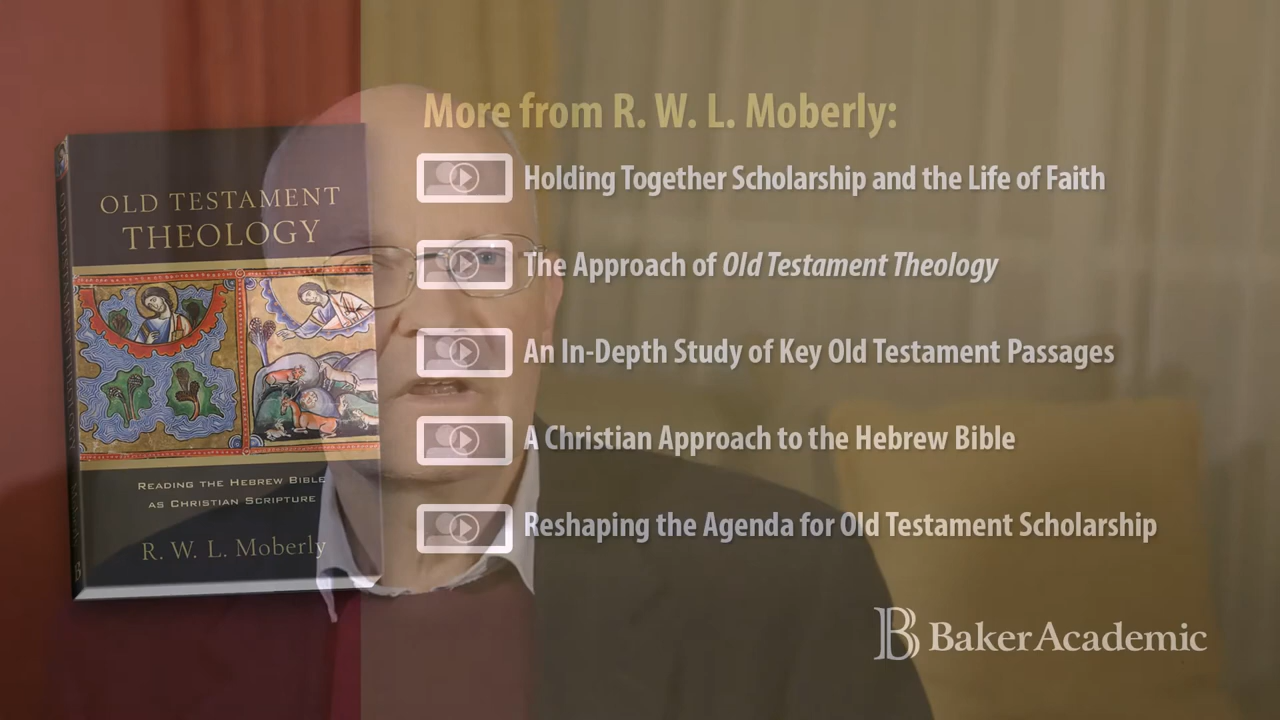 OLD TESTAMENT
THEOLOGY
READING THE HEBREW BIBLE
AS CHRISTIAN SCRIPTURE
R. W. L. Moberly
More from R. W. L. Moberly:
Holding Together Scholarship and the Life of Faith
The Approach of Old Testament Theology
An In-Depth Study of Key Old Testament Passages
A Christian Approach to the Hebrew Bible
Reshaping the Agenda for Old Testament Scholarship
B Baker Academic